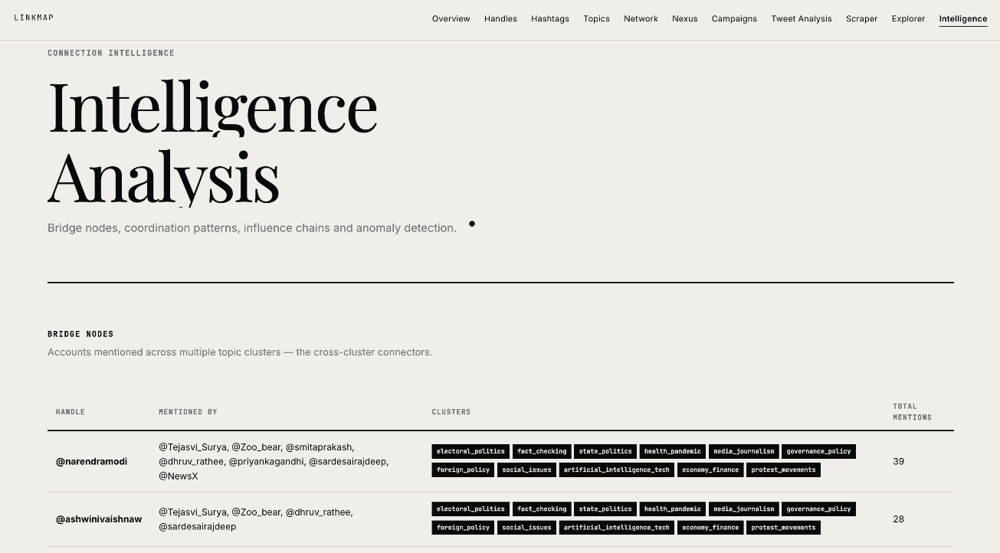 LINKMAP
Overview Handles Hashtags Topics Network Nexus Campaigns Tweet Analysis Scraper Explorer Intelligence
CONNECTION INTELLIGENCE
Intelligence
Analysis
Bridge nodes, coordination patterns, influence chains and anomaly detection.
BRIDGE NODES
Accounts mentioned across multiple topic clusters — the cross-cluster connectors.
HANDLE MENTIONED BY CLUSTERS TOTAL MENTIONS
@narendramodi
@Tejasvi_Surya, @Zoo_bear, @smitaprakash,
@dhruv_rathee, @priyankagandhi, @sardesairajdeep,
@NewsX
electoral_politics fact_checking state_politics health_pandemic media_journalism governance_policy
foreign_policy social_issues artificial_intelligence_tech economy_finance protest_movements
39
@ashwinivaishnaw
@Tejasvi_Surya, @Zoo_bear, @dhruv_rathee,
@sardesairajdeep
electoral_politics fact_checking state_politics health_pandemic media_journalism governance_policy
foreign_policy social_issues artificial_intelligence_tech economy_finance protest_movements
28